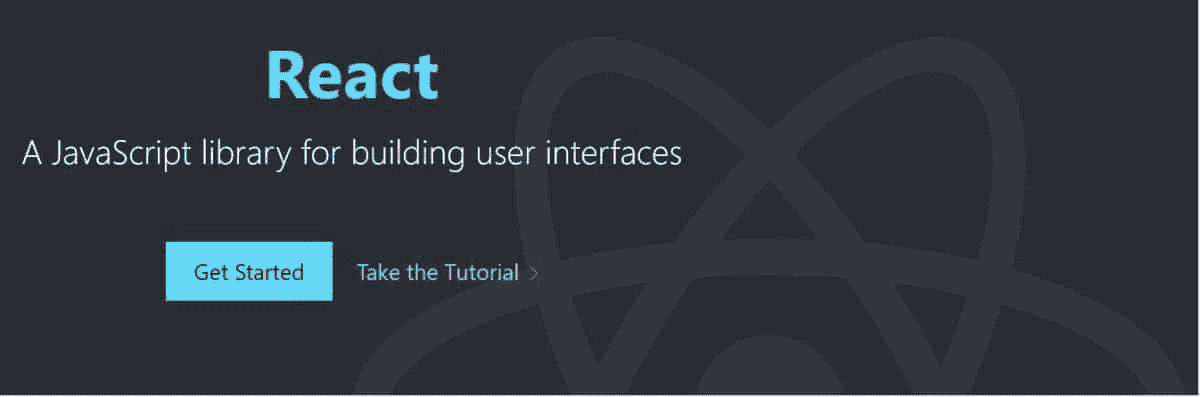 React
A JavaScript library for building user interfaces
Get Started
Take the Tutorial